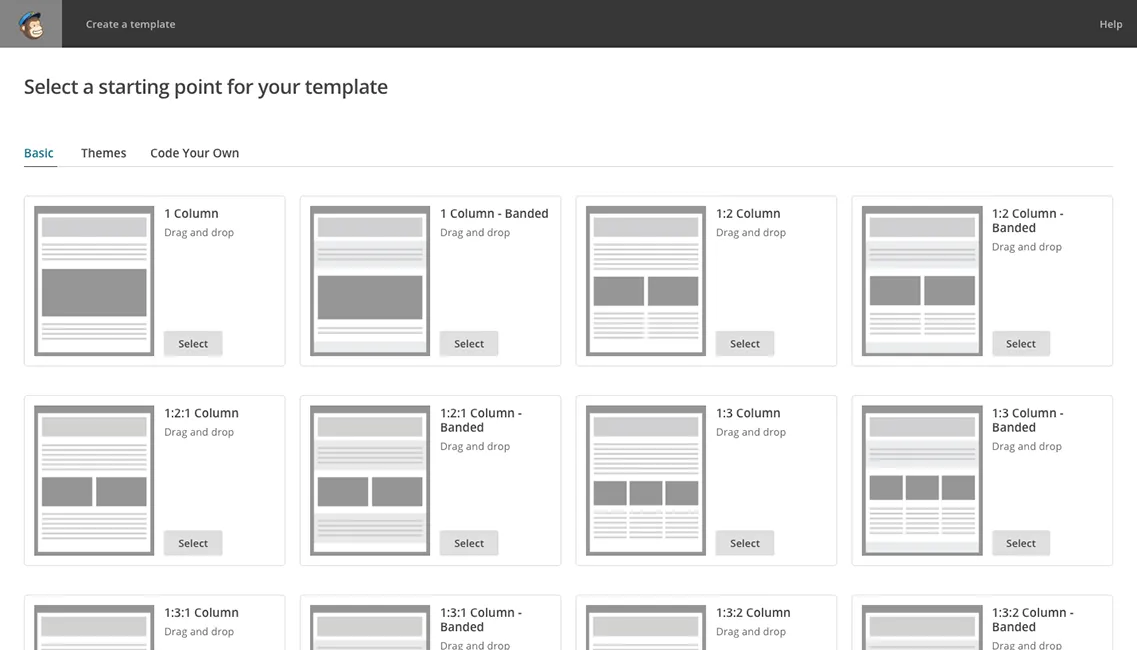 Create a template
Help
Select a starting point for your template
Basic
Themes
Code Your Own
1 Column
Drag and drop
Select
1 Column - Banded
Drag and drop
Select
1:2 Column
Drag and drop
Select
1:2 Column -
Banded
Drag and drop
Select
1:2:1 Column
Drag and drop
Select
1:2:1 Column -
Banded
Drag and drop
Select
1:3 Column
Drag and drop
Select
1:3 Column -
Banded
Drag and drop
Select
1:3:1 Column
Drag and drop
1:3:1 Column -
Banded
Drag and drop
1:3:2 Column
Drag and drop
1:3:2 Column -
Banded
Drag and drop